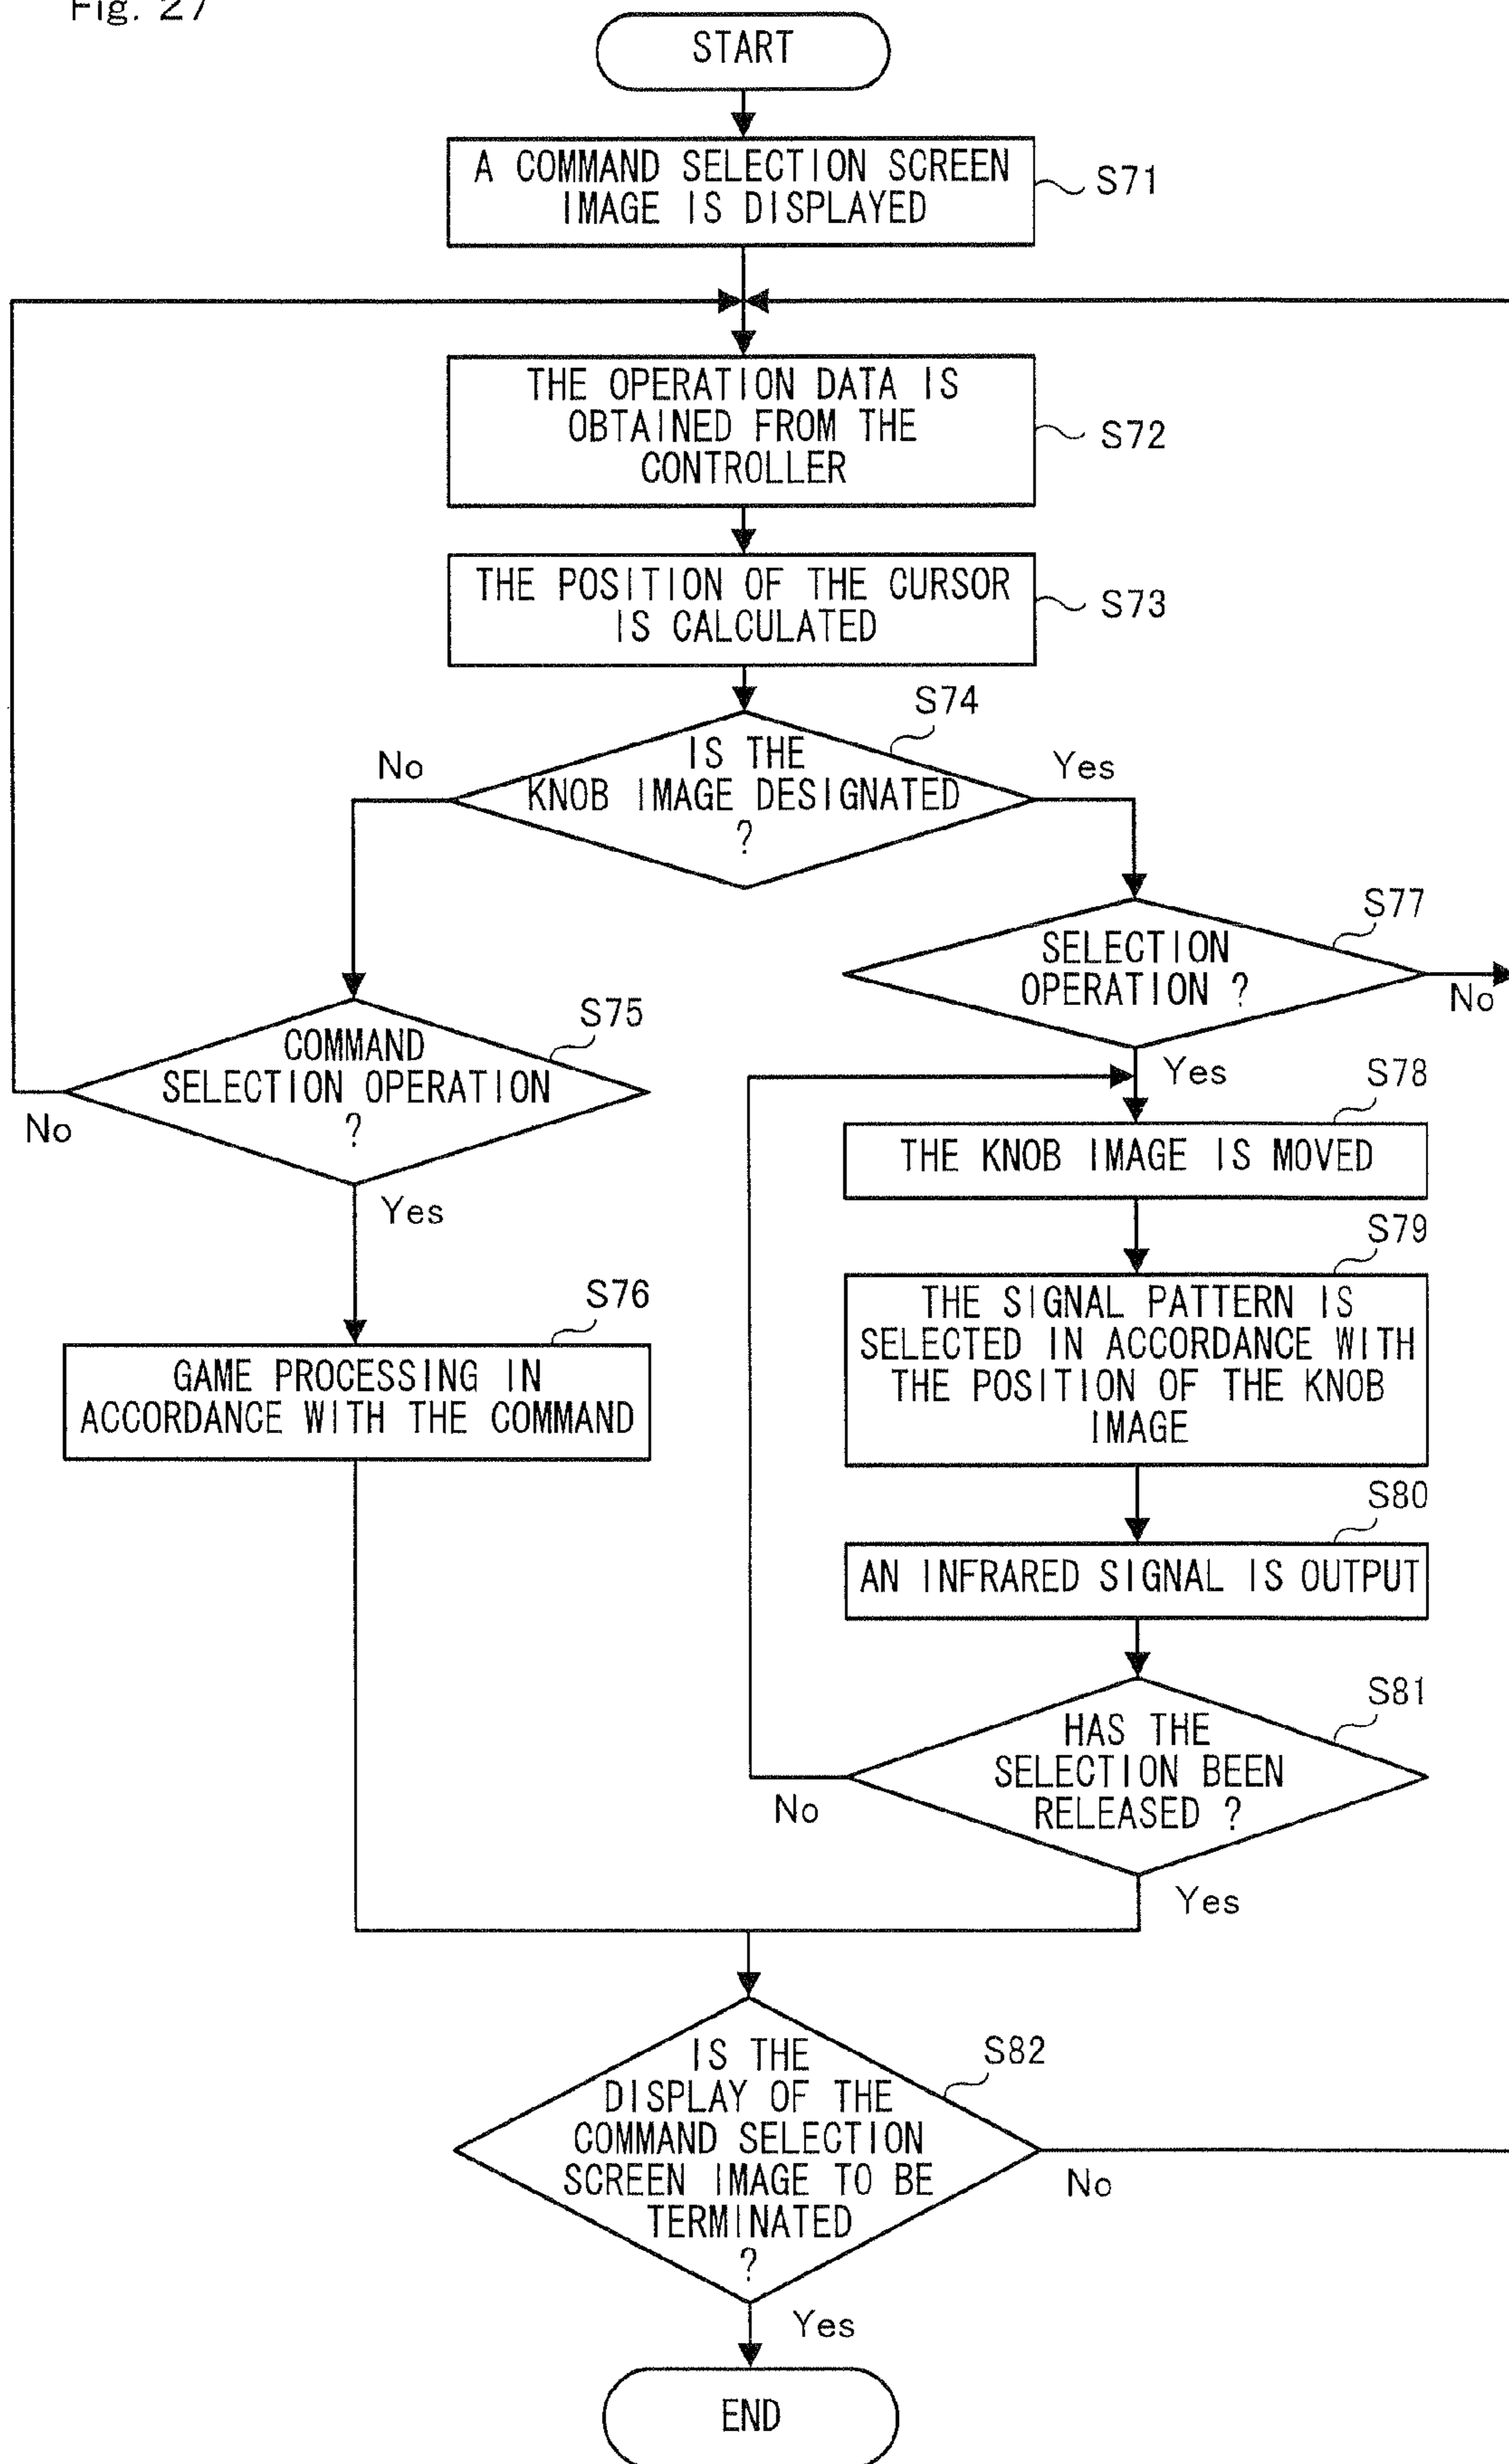 Fig. 27
START
A COMMAND SELECTION SCREEN
IMAGE IS DISPLAYED
S71
THE OPERATION DATA IS
OBTAINED FROM THE
CONTROLLER
S72
THE POSITION OF THE CURSOR
IS CALCULATED
S73
S74
IS THE
KNOB IMAGE DESIGNATED
?
No
Yes
S77
SELECTION
OPERATION ?
No
Yes
S75
COMMAND
SELECTION OPERATION
?
No
Yes
S76
GAME PROCESSING IN
ACCORDANCE WITH THE COMMAND
S78
THE KNOB IMAGE IS MOVED
S79
THE SIGNAL PATTERN IS
SELECTED IN ACCORDANCE WITH
THE POSITION OF THE KNOB
IMAGE
S80
AN INFRARED SIGNAL IS OUTPUT
S81
HAS THE
SELECTION BEEN
RELEASED ?
No
Yes
S82
IS THE
DISPLAY OF THE
COMMAND SELECTION
SCREEN IMAGE TO BE
TERMINATED
?
No
Yes
END